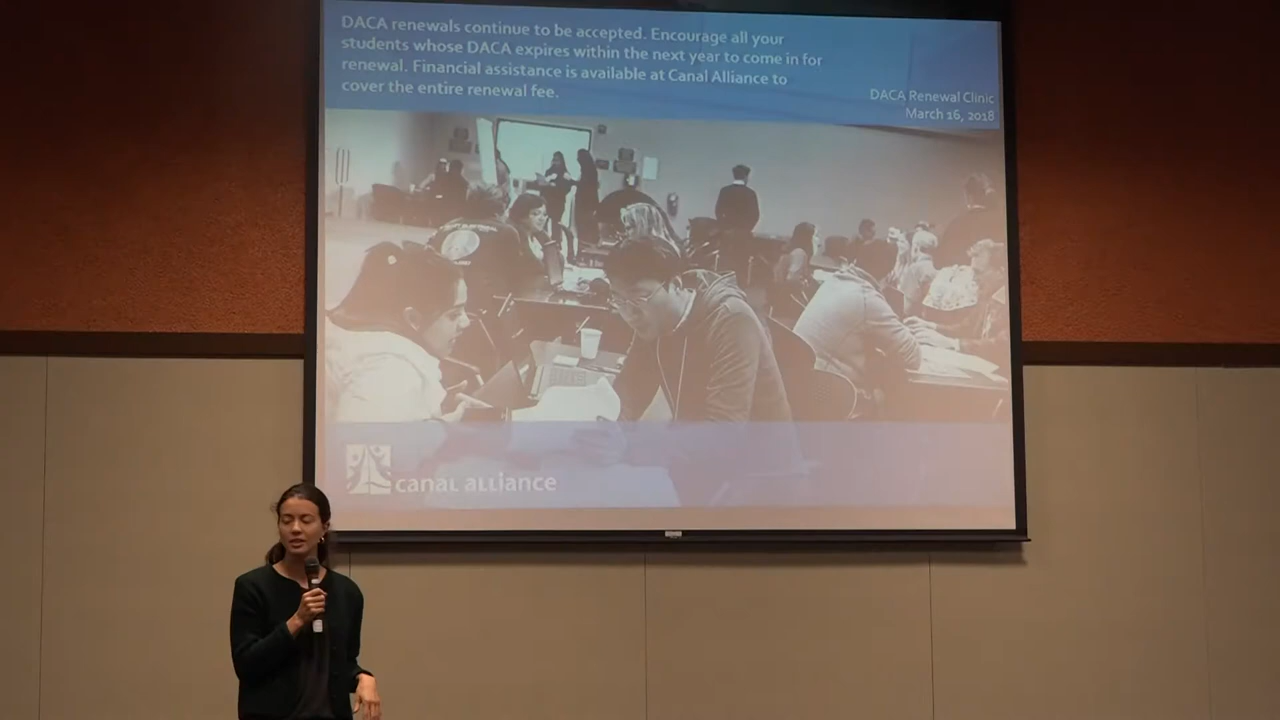 DACA renewals continue to be accepted. Encourage all your
students whose DACA expires within the next year to come in for
renewal. Financial assistance is available at Canal Alliance to
cover the entire renewal fee.
DACA Renewal Clinic
March 16, 2018
canal alliance